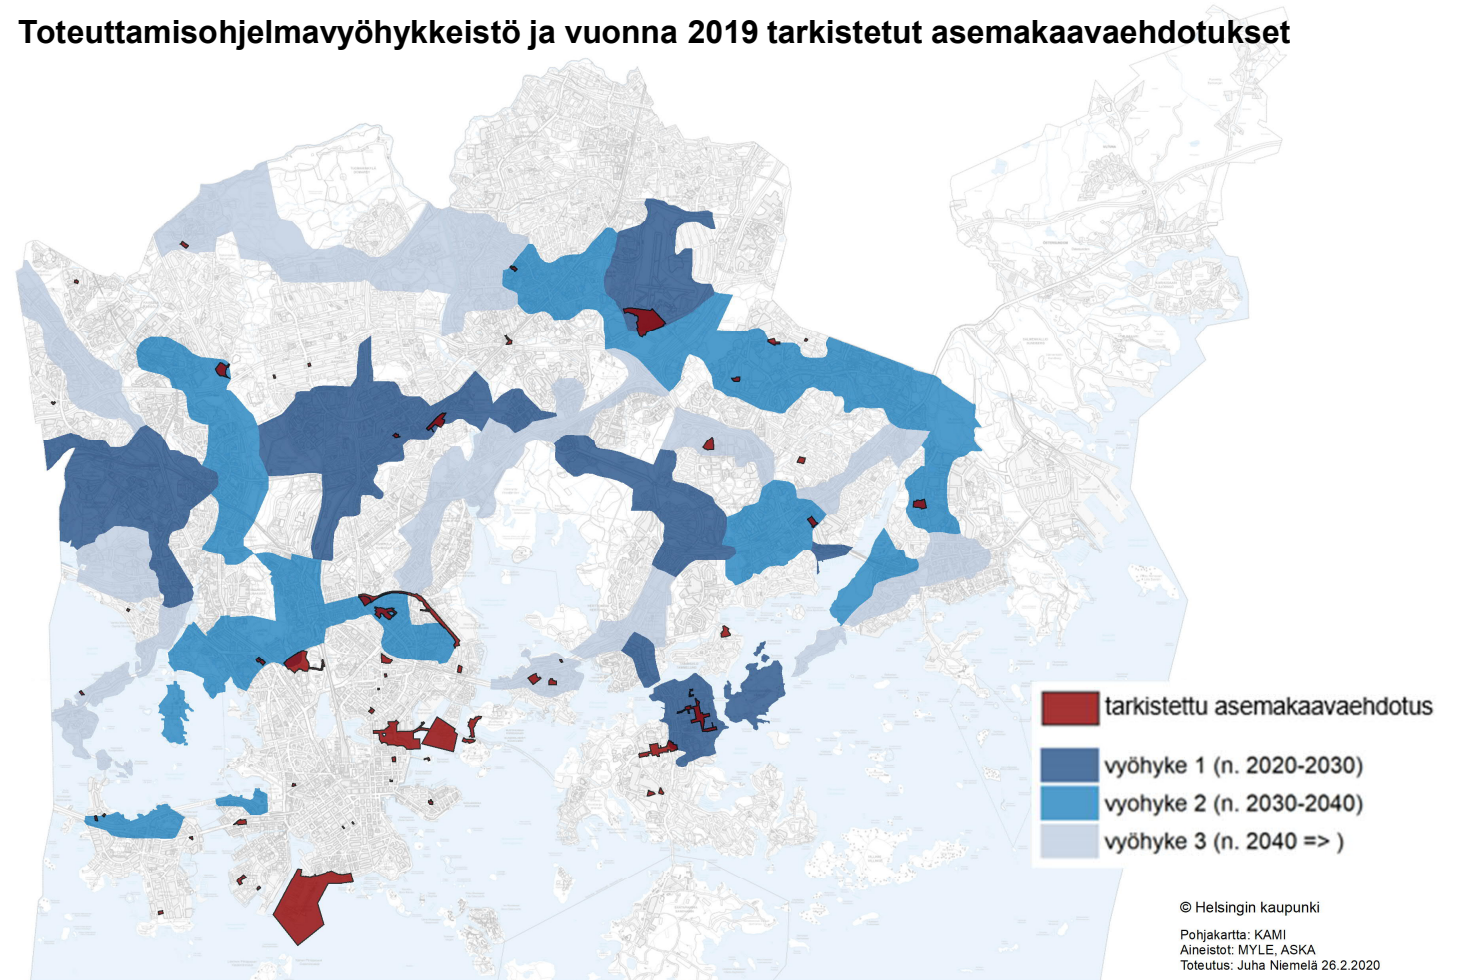 Toteuttamisohjelmavyöhykkeistö ja vuonna 2019 tarkistetut asemakaavaehdotukset
tarkistettu asemakaavaehdotus
vyöhyke 1 (n. 2020-2030)
vyohyke 2 (n. 2030-2040)
vyöhyke 3 (n. 2040 => )
© Helsingin kaupunki
Pohjakartta: KAMI
Aineistot: MYLE, ASKA
Toteutus: Juha Niemelä 26.2.2020